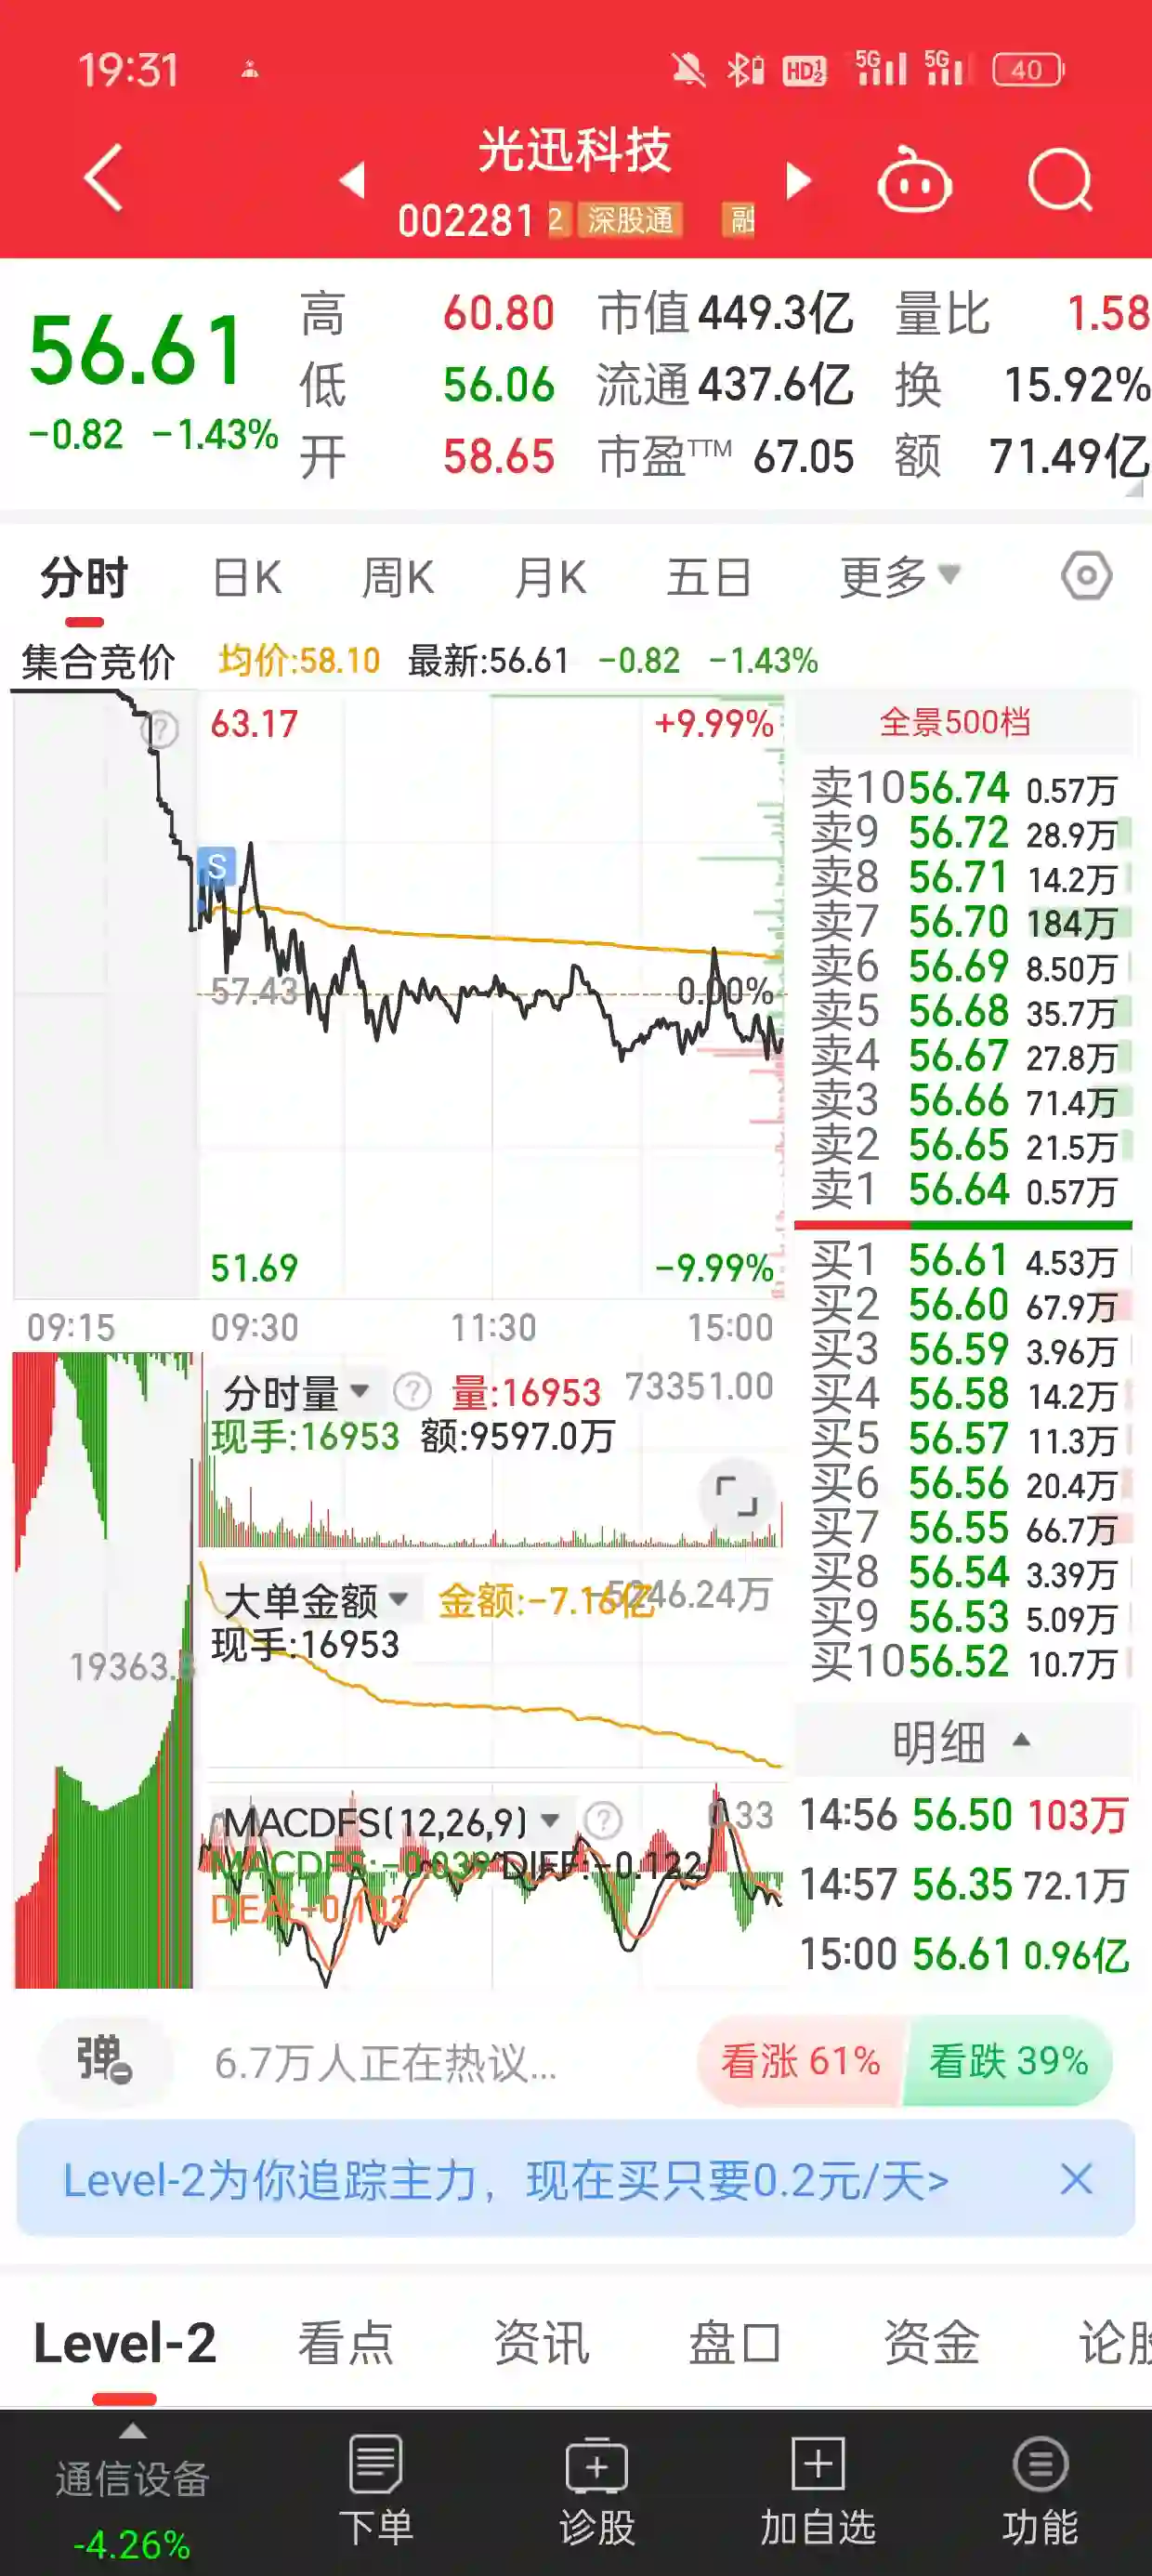 19:31
HD 1 2 5G 5G 40
光迅科技
002281 2 深股通 融
56.61
-0.82 -1.43%
高 60.80 市值 449.3亿 量比 1.58
低 56.06 流通 437.6亿 换 15.92%
开 58.65 市盈TTM 67.05 额 71.49亿
分时 日K 周K 月K 五日 更多
集合竞价 均价:58.10 最新:56.61 -0.82 -1.43%
63.17 +9.99%
S
57.43 0.00%
51.69 -9.99%
09:15 09:30 11:30 15:00
分时量 ? 量:16953 73351.00
现手:16953 额:9597.0万
大单金额 金额:-7.16亿
现手:16953
MACDFS(12,26,9) ?
MACDFS:-0.039 DIFF:-0.122
DEA:-0.102
全景500档
卖10 56.74 0.57万
卖9 56.72 28.9万
卖8 56.71 14.2万
卖7 56.70 184万
卖6 56.69 8.50万
卖5 56.68 35.7万
卖4 56.67 27.8万
卖3 56.66 71.4万
卖2 56.65 21.5万
卖1 56.64 0.57万
买1 56.61 4.53万
买2 56.60 67.9万
买3 56.59 3.96万
买4 56.58 14.2万
买5 56.57 11.3万
买6 56.56 20.4万
买7 56.55 66.7万
买8 56.54 3.39万
买9 56.53 5.09万
买10 56.52 10.7万
明细
14:56 56.50 103万
14:57 56.35 72.1万
15:00 56.61 0.96亿
弹 6.7万人正在热议... 看涨 61% 看跌 39%
Level-2为你追踪主力，现在买只要0.2元/天>
Level-2 看点 资讯 盘口 资金 论股
通信设备 下单 诊股 加自选 功能
-4.26%